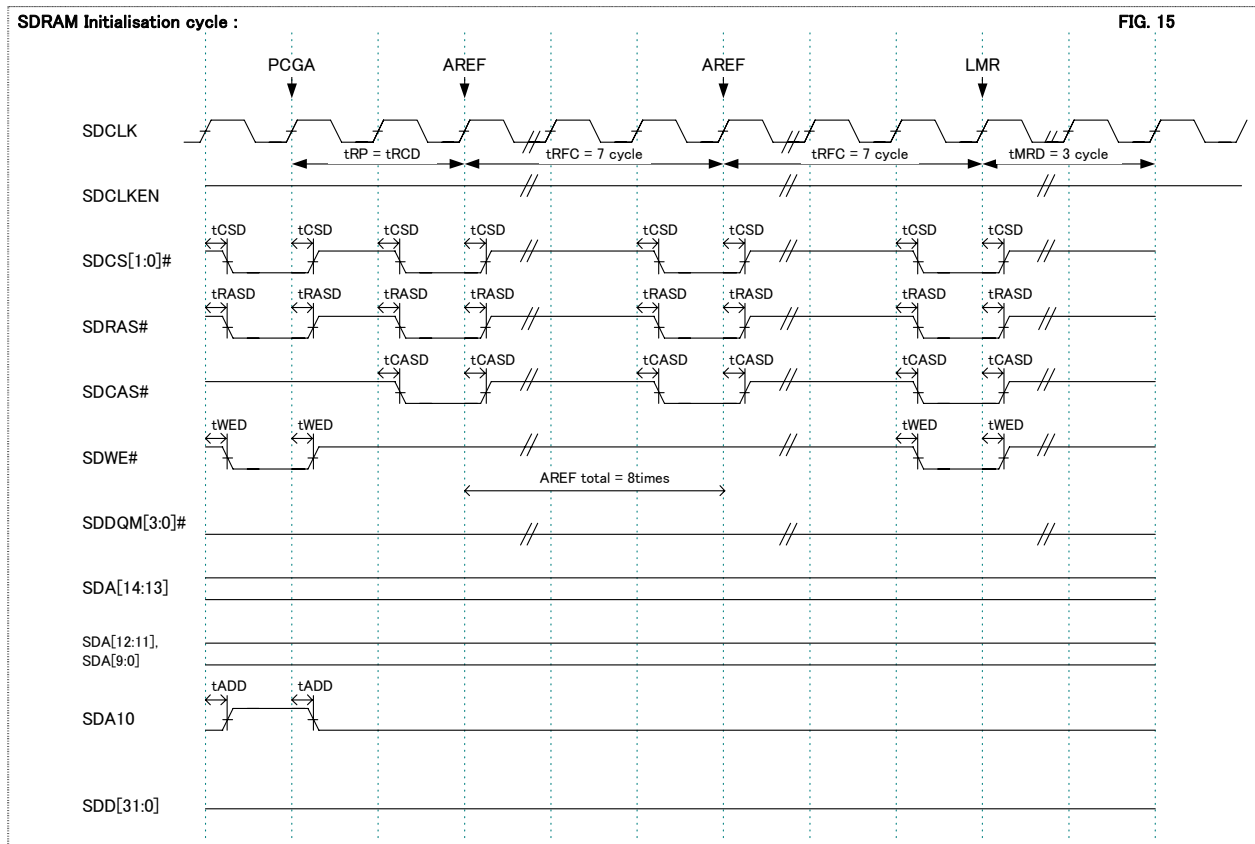 SDRAM Initialisation cycle :
FIG. 15
PCGA AREF AREF LMR
SDCLK
tRP = tRCD tRFC = 7 cycle tRFC = 7 cycle tMRD = 3 cycle
SDCLKEN
tCSD tCSD tCSD tCSD tCSD tCSD tCSD tCSD
SDCS[1:0]#
tRASD tRASD tRASD tRASD tRASD tRASD tRASD tRASD
SDRAS#
tCASD tCASD tCASD tCASD tCASD tCASD
SDCAS#
tWED tWED tWED tWED
SDWE#
AREF total = 8times
SDDQM[3:0]#
SDA[14:13]
SDA[12:11],
SDA[9:0]
tADD tADD
SDA10
SDD[31:0]